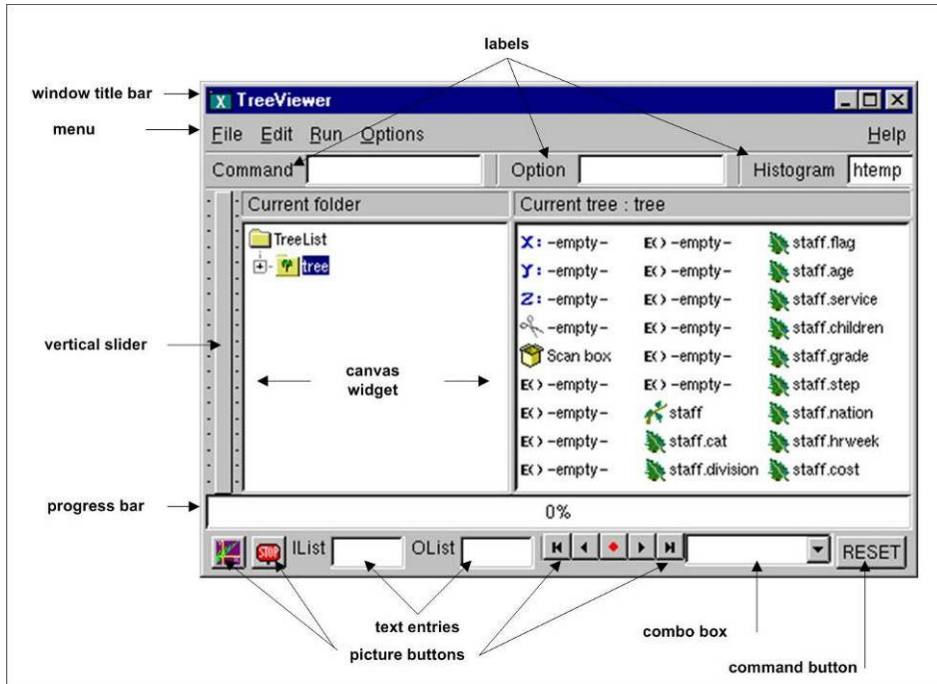 labels
window title bar
TreeViewer
menu
File Edit Run Options Help
Command Option Histogram htemp
Current folder
Current tree : tree
TreeList
tree
X: -empty- E() -empty- staff.flag
Y: -empty- E() -empty- staff.age
Z: -empty- E() -empty- staff.service
-empty- E() -empty- staff.children
Scan box E() -empty- staff.grade
E() -empty- E() -empty- staff.step
E() -empty- staff staff.nation
E() -empty- staff.cat staff.hrweek
E() -empty- staff.division staff.cost
vertical slider
canvas
widget
progress bar
0%
STOP IList OList RESET
text entries
picture buttons
combo box
command button